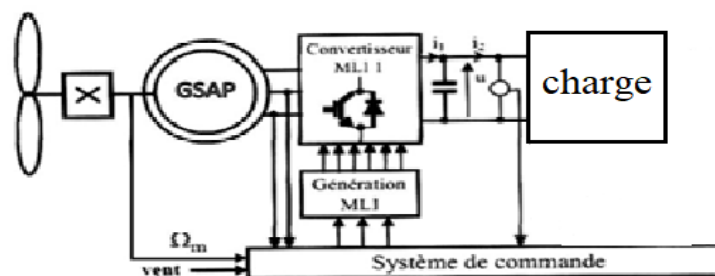 Convertisseur
MLI 1
i₁
i₂
u
charge
GSAP
Génération
MLI
Ωm
vent
Système de commande